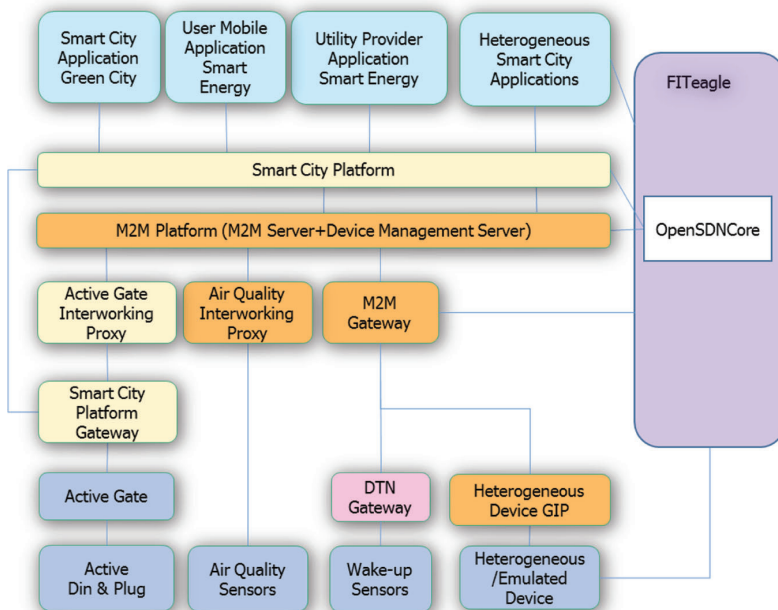 Smart City
Application
Green City
User Mobile
Application
Smart
Energy
Utility Provider
Application
Smart Energy
Heterogeneous
Smart City
Applications
FITeagle
Smart City Platform
M2M Platform (M2M Server+Device Management Server)
OpenSDNCore
Active Gate
Interworking
Proxy
Air Quality
Interworking
Proxy
M2M
Gateway
Smart City
Platform
Gateway
Active Gate
DTN
Gateway
Heterogeneous
Device GIP
Active
Din & Plug
Air Quality
Sensors
Wake-up
Sensors
Heterogeneous
/Emulated
Device